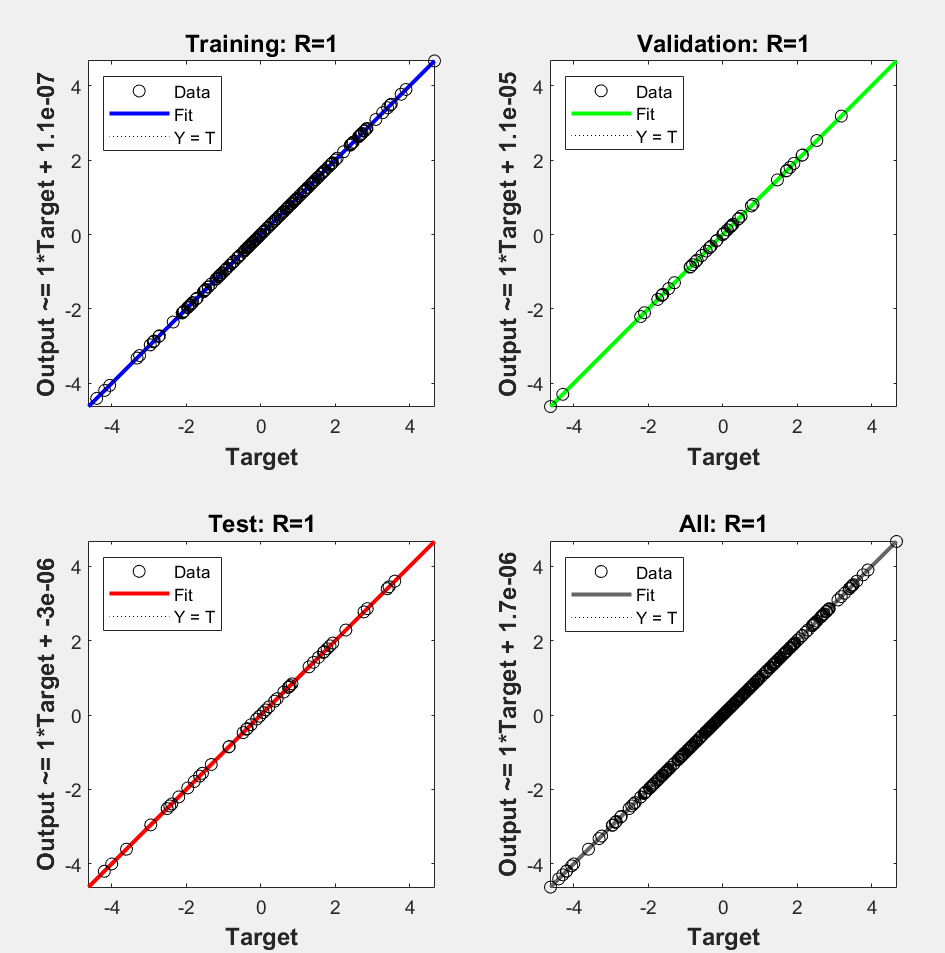 Training: R=1
Output ~= 1*Target + 1.1e-07
Data
Fit
Y = T
4
2
0
-2
-4
-4 -2 0 2 4
Target
Validation: R=1
Output ~= 1*Target + 1.1e-05
Data
Fit
Y = T
4
2
0
-2
-4
-4 -2 0 2 4
Target
Test: R=1
Output ~= 1*Target + -3e-06
Data
Fit
Y = T
4
2
0
-2
-4
-4 -2 0 2 4
Target
All: R=1
Output ~= 1*Target + 1.7e-06
Data
Fit
Y = T
4
2
0
-2
-4
-4 -2 0 2 4
Target